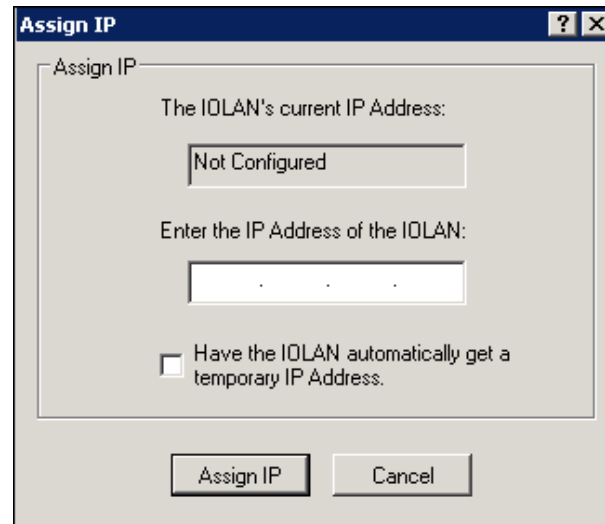 Assign IP
Assign IP
The IOLAN's current IP Address:
Not Configured
Enter the IP Address of the IOLAN:
. . .
Have the IOLAN automatically get a
temporary IP Address.
Assign IP Cancel